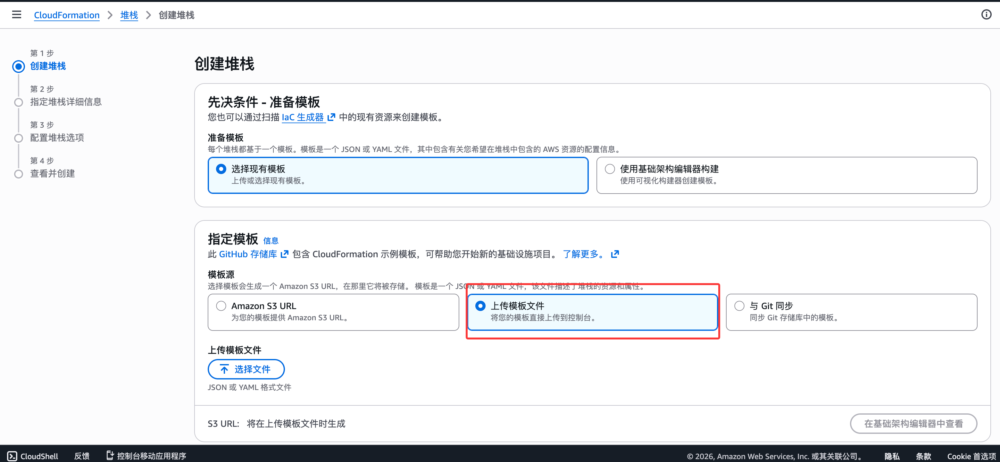 CloudFormation > 堆栈 > 创建堆栈
第 1 步
创建堆栈
第 2 步
指定堆栈详细信息
第 3 步
配置堆栈选项
第 4 步
查看并创建
创建堆栈
先决条件 - 准备模板
您也可以通过扫描 IaC 生成器 中的现有资源来创建模板。
准备模板
每个堆栈都基于一个模板。模板是一个 JSON 或 YAML 文件，其中包含有关您希望在堆栈中包含的 AWS 资源的配置信息。
选择现有模板
上传或选择现有模板。
使用基础架构编辑器构建
使用可视化构建器创建模板。
指定模板 信息
此 GitHub 存储库 包含 CloudFormation 示例模板，可帮助您开始新的基础设施项目。 了解更多。
模板源
选择模板会生成一个 Amazon S3 URL，在那里它将被存储。 模板是一个 JSON 或 YAML 文件，该文件描述了堆栈的资源和属性。
Amazon S3 URL
为您的模板提供 Amazon S3 URL。
上传模板文件
将您的模板直接上传到控制台。
与 Git 同步
同步 Git 存储库中的模板。
上传模板文件
选择文件
JSON 或 YAML 格式文件
S3 URL: 将在上传模板文件时生成
在基础架构编辑器中查看
CloudShell 反馈 控制台移动应用程序 © 2026, Amazon Web Services, Inc. 或其关联公司。 隐私 条款 Cookie 首选项